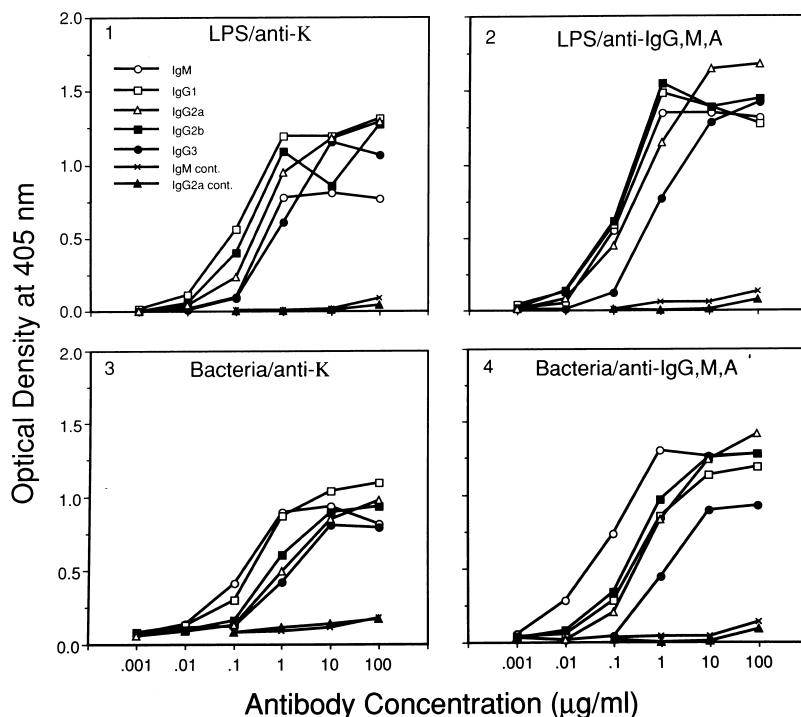 Optical Density at 405 nm
1
LPS/anti-K
IgM
IgG1
IgG2a
IgG2b
IgG3
IgM cont.
IgG2a cont.
2.0
1.5
1.0
0.5
0.0
2
LPS/anti-IgG,M,A
3
Bacteria/anti-K
2.0
1.5
1.0
0.5
0.0
.001 .01 .1 1 10 100
4
Bacteria/anti-IgG,M,A
.001 .01 .1 1 10 100
Antibody Concentration (μg/ml)